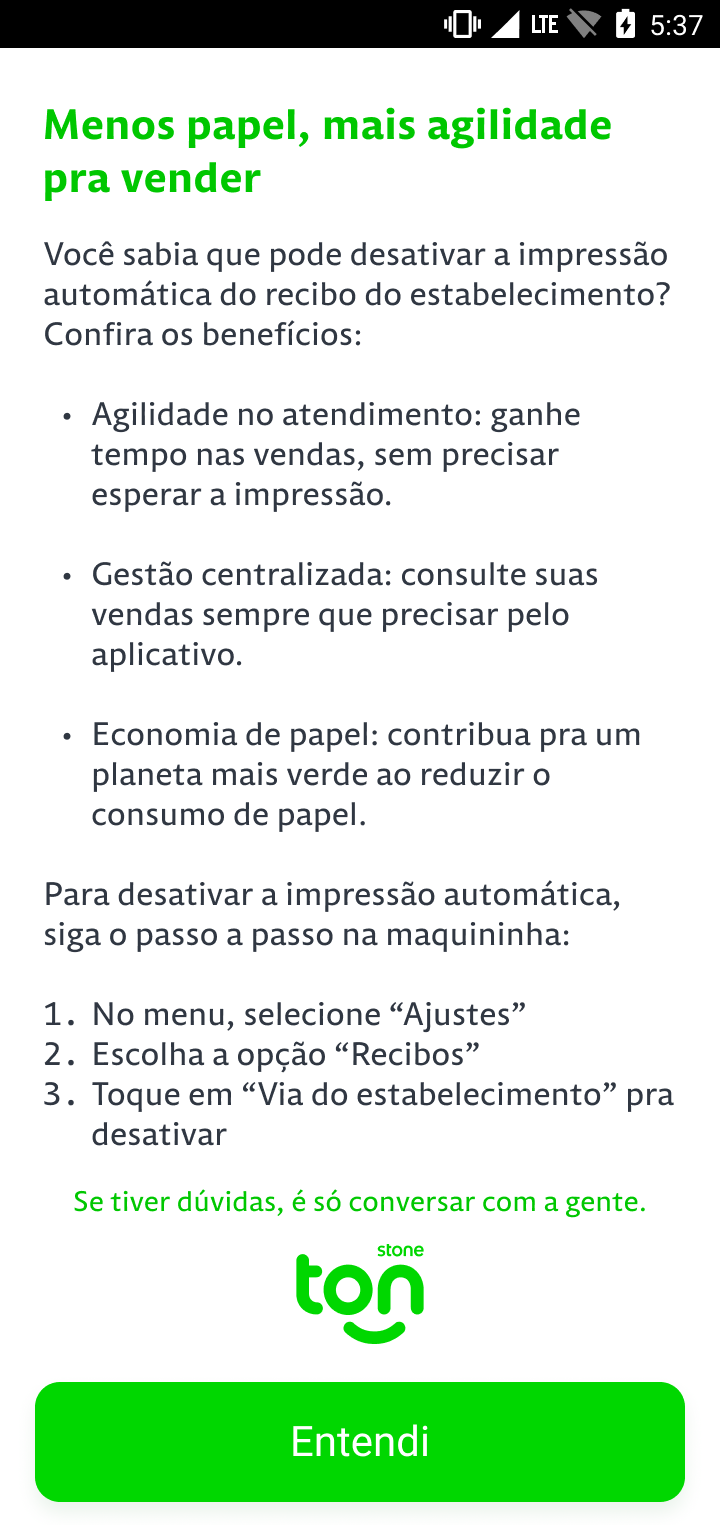 LTE 5:37
Menos papel, mais agilidade
pra vender
Você sabia que pode desativar a impressão
automática do recibo do estabelecimento?
Confira os benefícios:
• Agilidade no atendimento: ganhe
tempo nas vendas, sem precisar
esperar a impressão.
• Gestão centralizada: consulte suas
vendas sempre que precisar pelo
aplicativo.
• Economia de papel: contribua pra um
planeta mais verde ao reduzir o
consumo de papel.
Para desativar a impressão automática,
siga o passo a passo na maquininha:
1. No menu, selecione “Ajustes”
2. Escolha a opção “Recibos”
3. Toque em “Via do estabelecimento” pra
desativar
Se tiver dúvidas, é só conversar com a gente.
stone
ton
Entendi